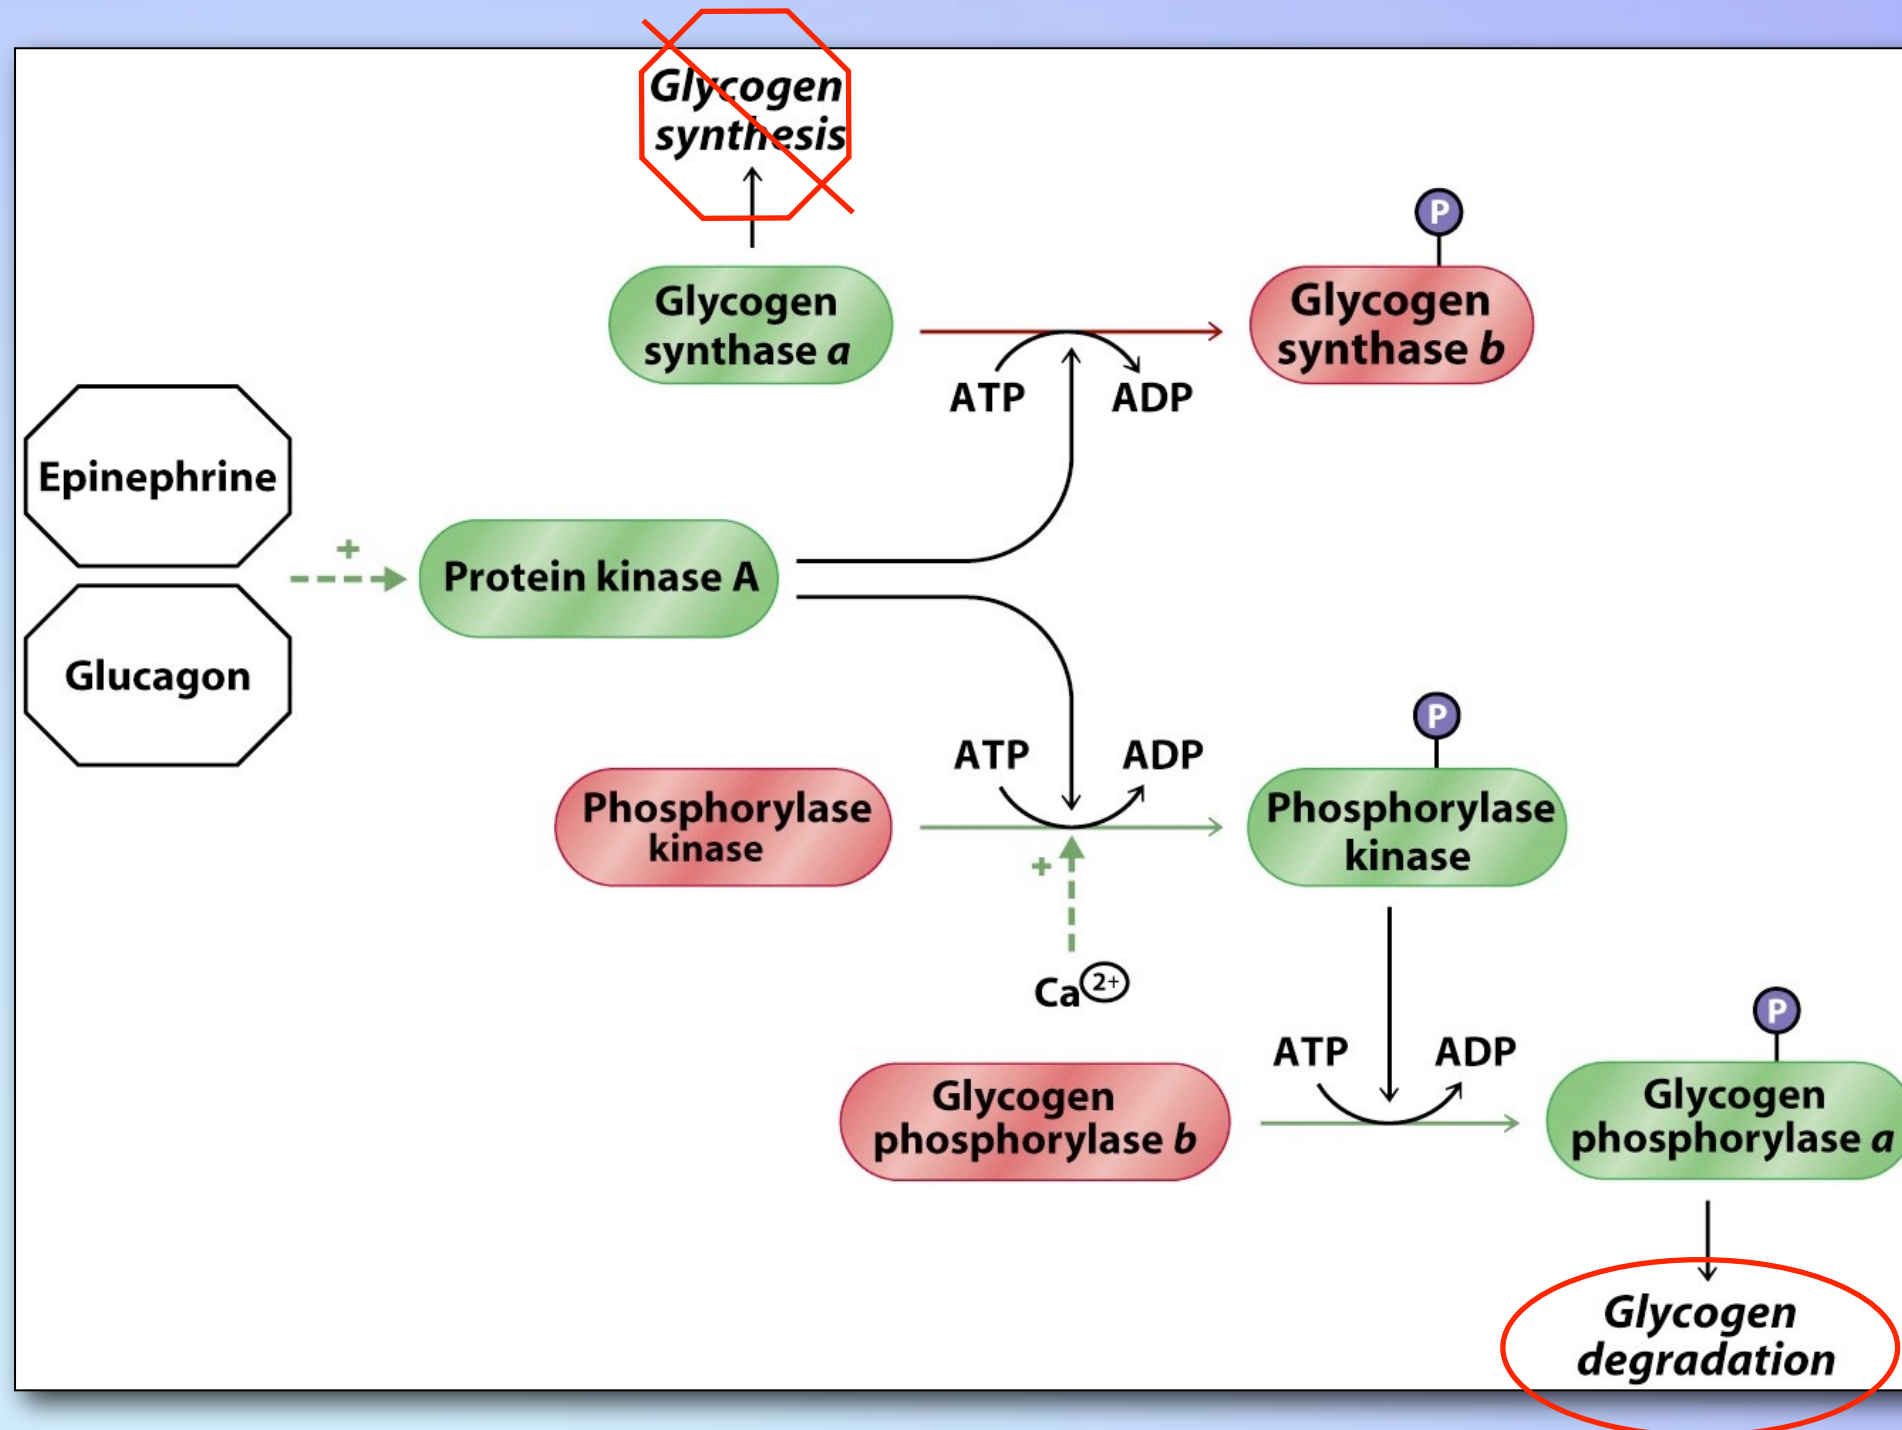 Glycogen
synthesis
P
Glycogen
synthase a
Glycogen
synthase b
ATP
ADP
Epinephrine
+
Protein kinase A
Glucagon
P
ATP
ADP
Phosphorylase
kinase
Phosphorylase
kinase
+
Ca2+
P
ATP
ADP
Glycogen
phosphorylase b
Glycogen
phosphorylase a
Glycogen
degradation